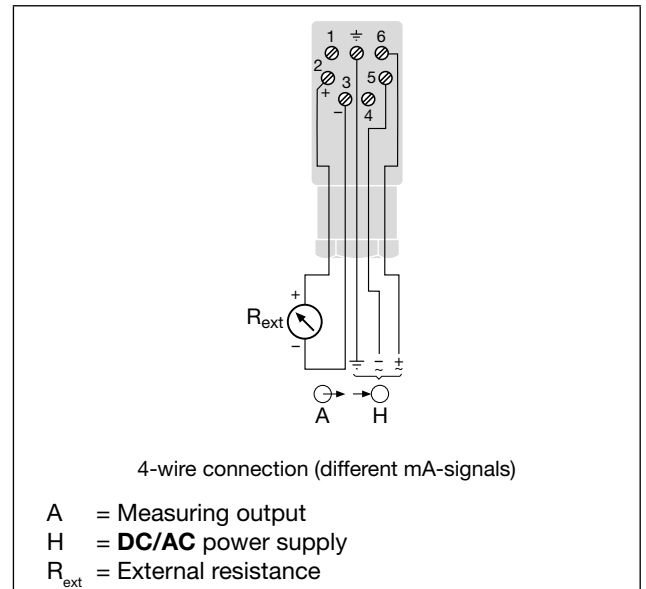 1 ⏚ 6
2 5
3
+
4
−
+
R_ext
−
⏚ − +
~ ~
A H
4-wire connection (different mA-signals)
A = Measuring output
H = DC/AC power supply
R_ext = External resistance